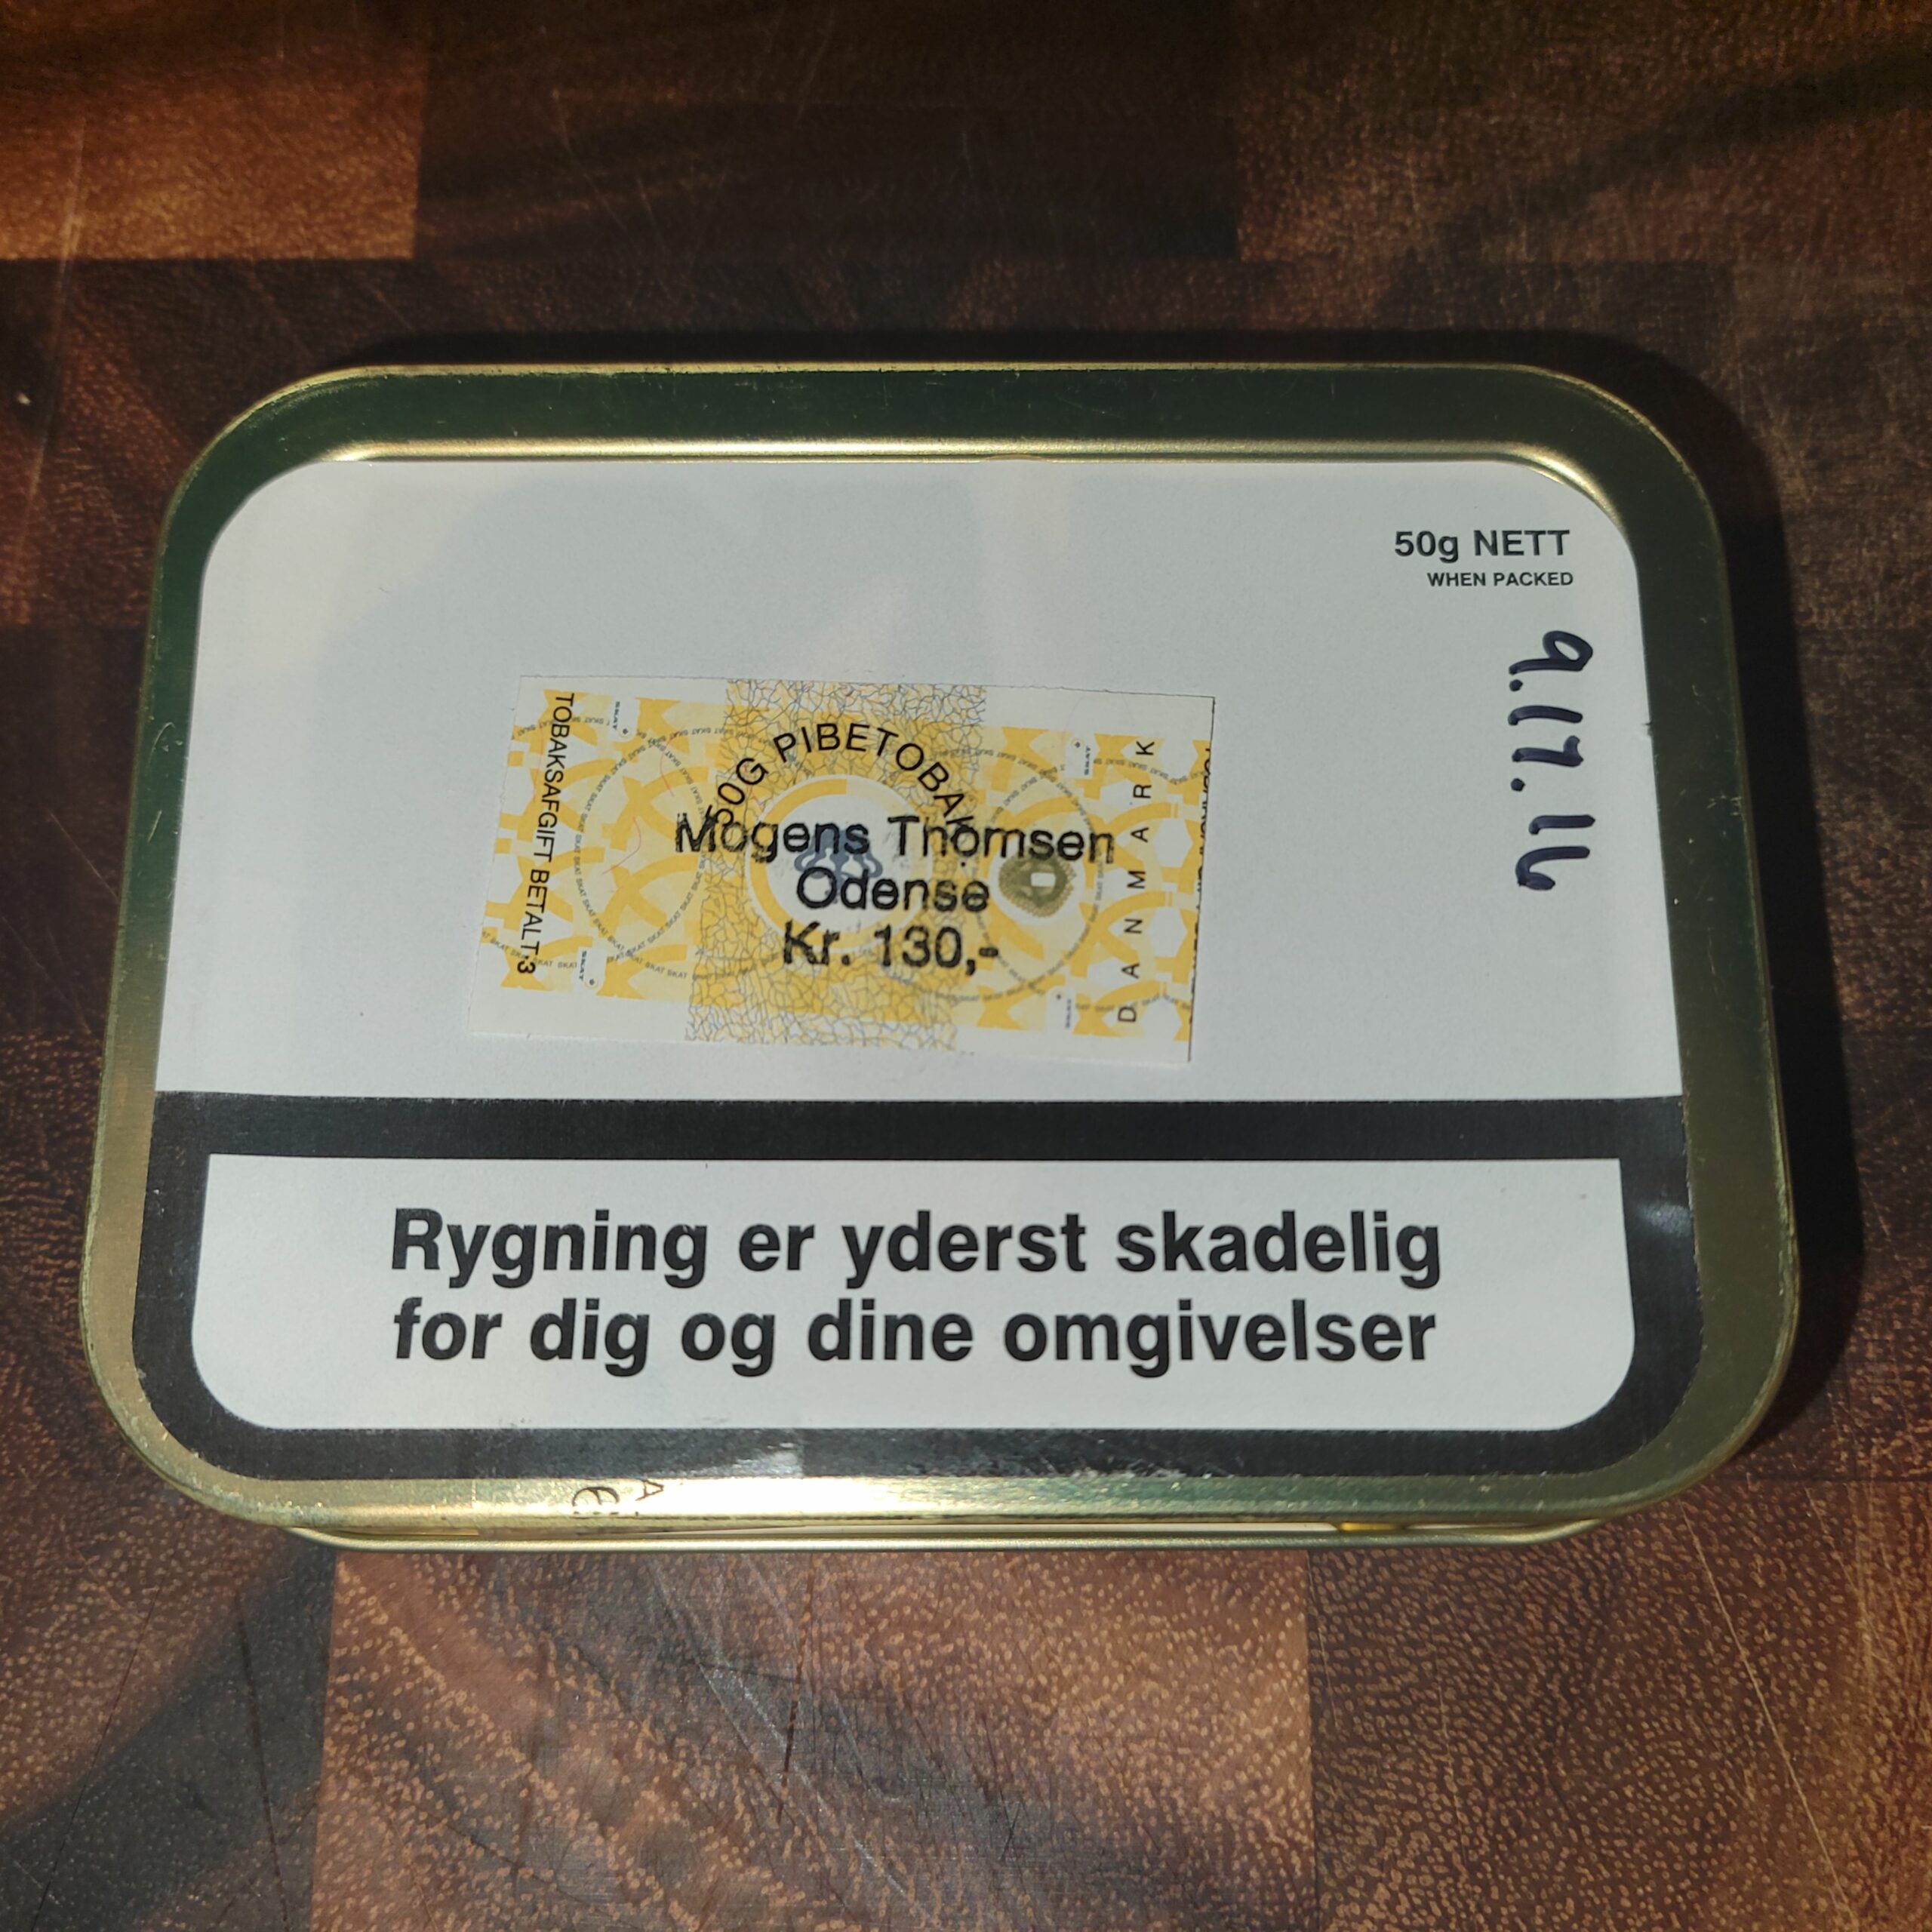 50g NETT
WHEN PACKED
9.17.16
TOBAKSAFGIFT BETALT 3
50G PIBETOBAK
Mogens Thomsen
Odense
Kr. 130,-
DANMARK
Rygning er yderst skadelig
for dig og dine omgivelser